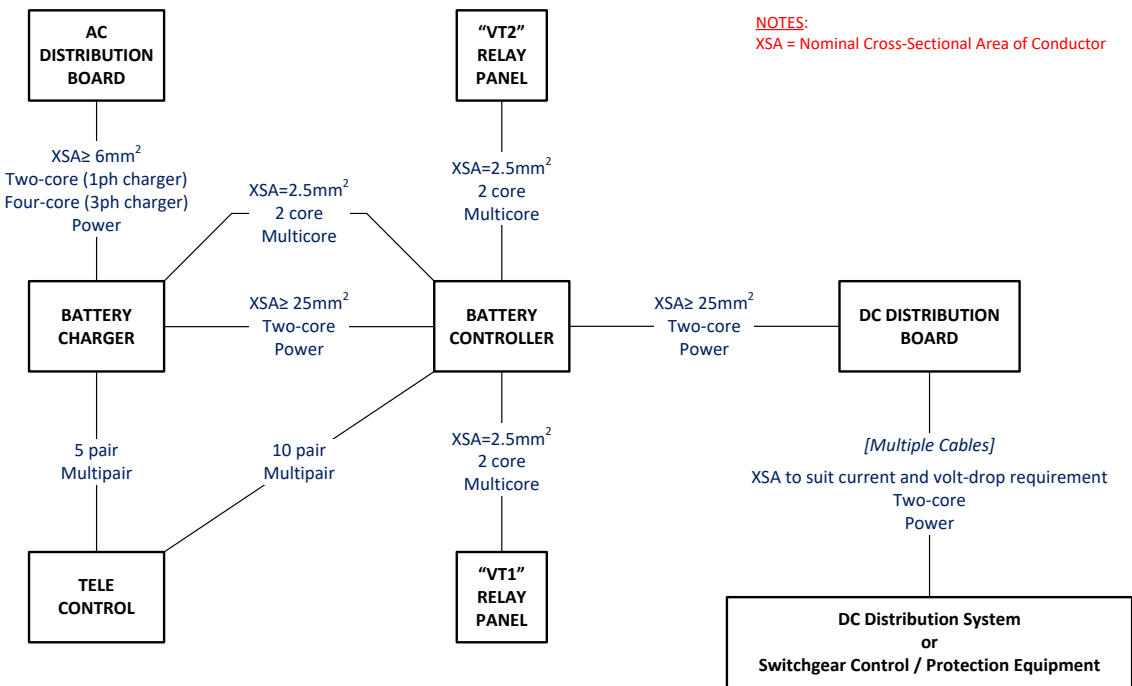 AC
DISTRIBUTION
BOARD
“VT2”
RELAY
PANEL
NOTES:
XSA = Nominal Cross-Sectional Area of Conductor
XSA≥ 6mm²
Two-core (1ph charger)
Four-core (3ph charger)
Power
XSA=2.5mm²
2 core
Multicore
XSA=2.5mm²
2 core
Multicore
BATTERY
CHARGER
XSA≥ 25mm²
Two-core
Power
BATTERY
CONTROLLER
XSA≥ 25mm²
Two-core
Power
DC DISTRIBUTION
BOARD
5 pair
Multipair
10 pair
Multipair
XSA=2.5mm²
2 core
Multicore
[Multiple Cables]
XSA to suit current and volt-drop requirement
Two-core
Power
TELE
CONTROL
“VT1”
RELAY
PANEL
DC Distribution System
or
Switchgear Control / Protection Equipment